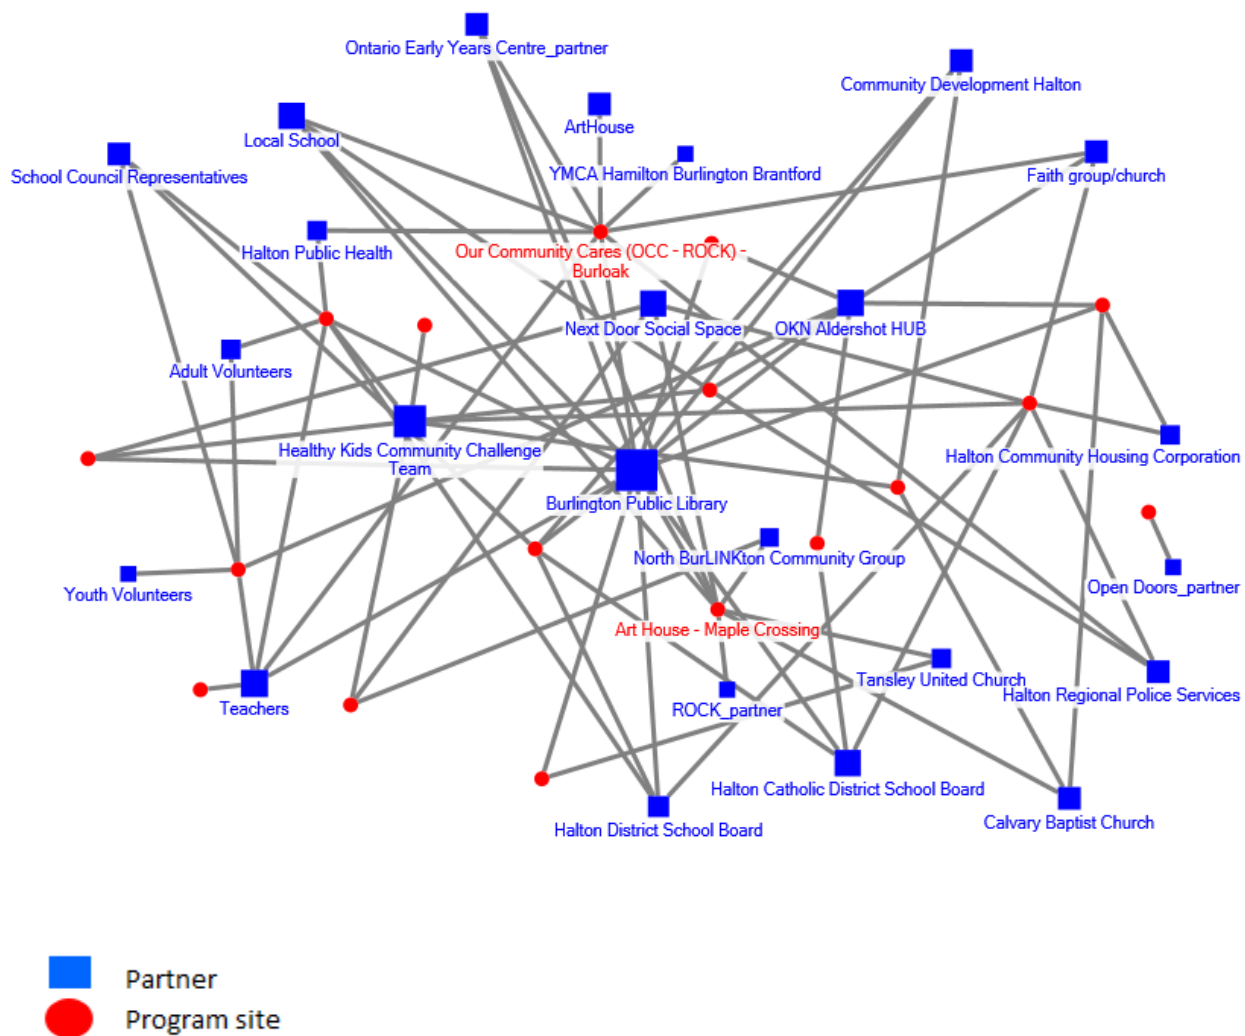 Ontario Early Years Centre_partner
Community Development Halton
ArtHouse
Local School
School Council Representatives
YMCA Hamilton Burlington Brantford
Faith group/church
Halton Public Health
Our Community Cares (OCC - ROCK) -
Burloak
Next Door Social Space
OKN Aldershot HUB
Adult Volunteers
Healthy Kids Community Challenge
Team
Halton Community Housing Corporation
Burlington Public Library
North BurLINKton Community Group
Open Doors_partner
Youth Volunteers
Art House - Maple Crossing
Tansley United Church
Halton Regional Police Services
Teachers
ROCK_partner
Halton Catholic District School Board
Calvary Baptist Church
Halton District School Board
Partner
Program site